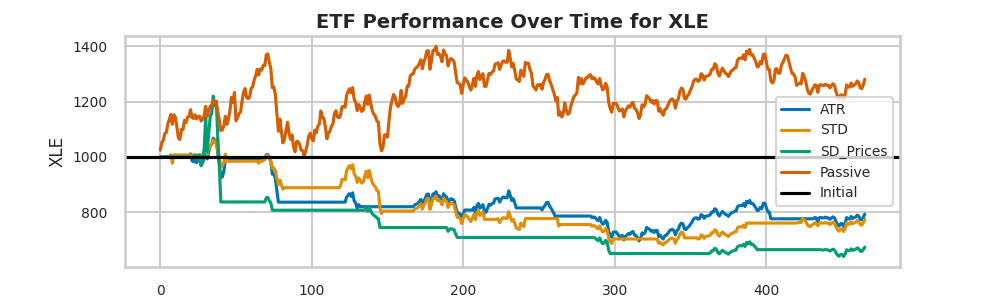 ETF Performance Over Time for XLE
XLE
1400
1200
1000
800
0
100
200
300
400
ATR
STD
SD_Prices
Passive
Initial